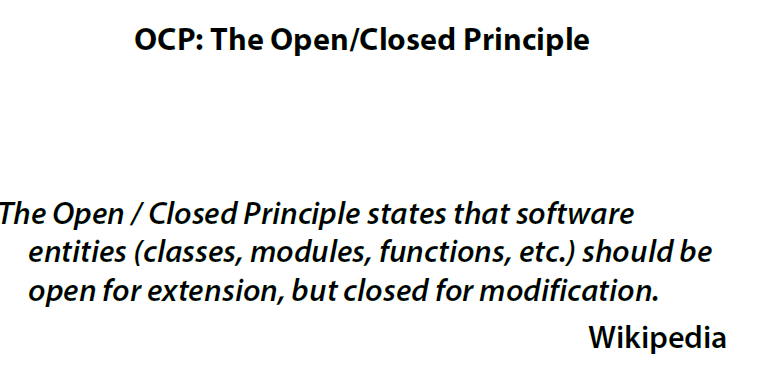 OCP: The Open/Closed Principle
The Open / Closed Principle states that software
entities (classes, modules, functions, etc.) should be
open for extension, but closed for modification.
Wikipedia